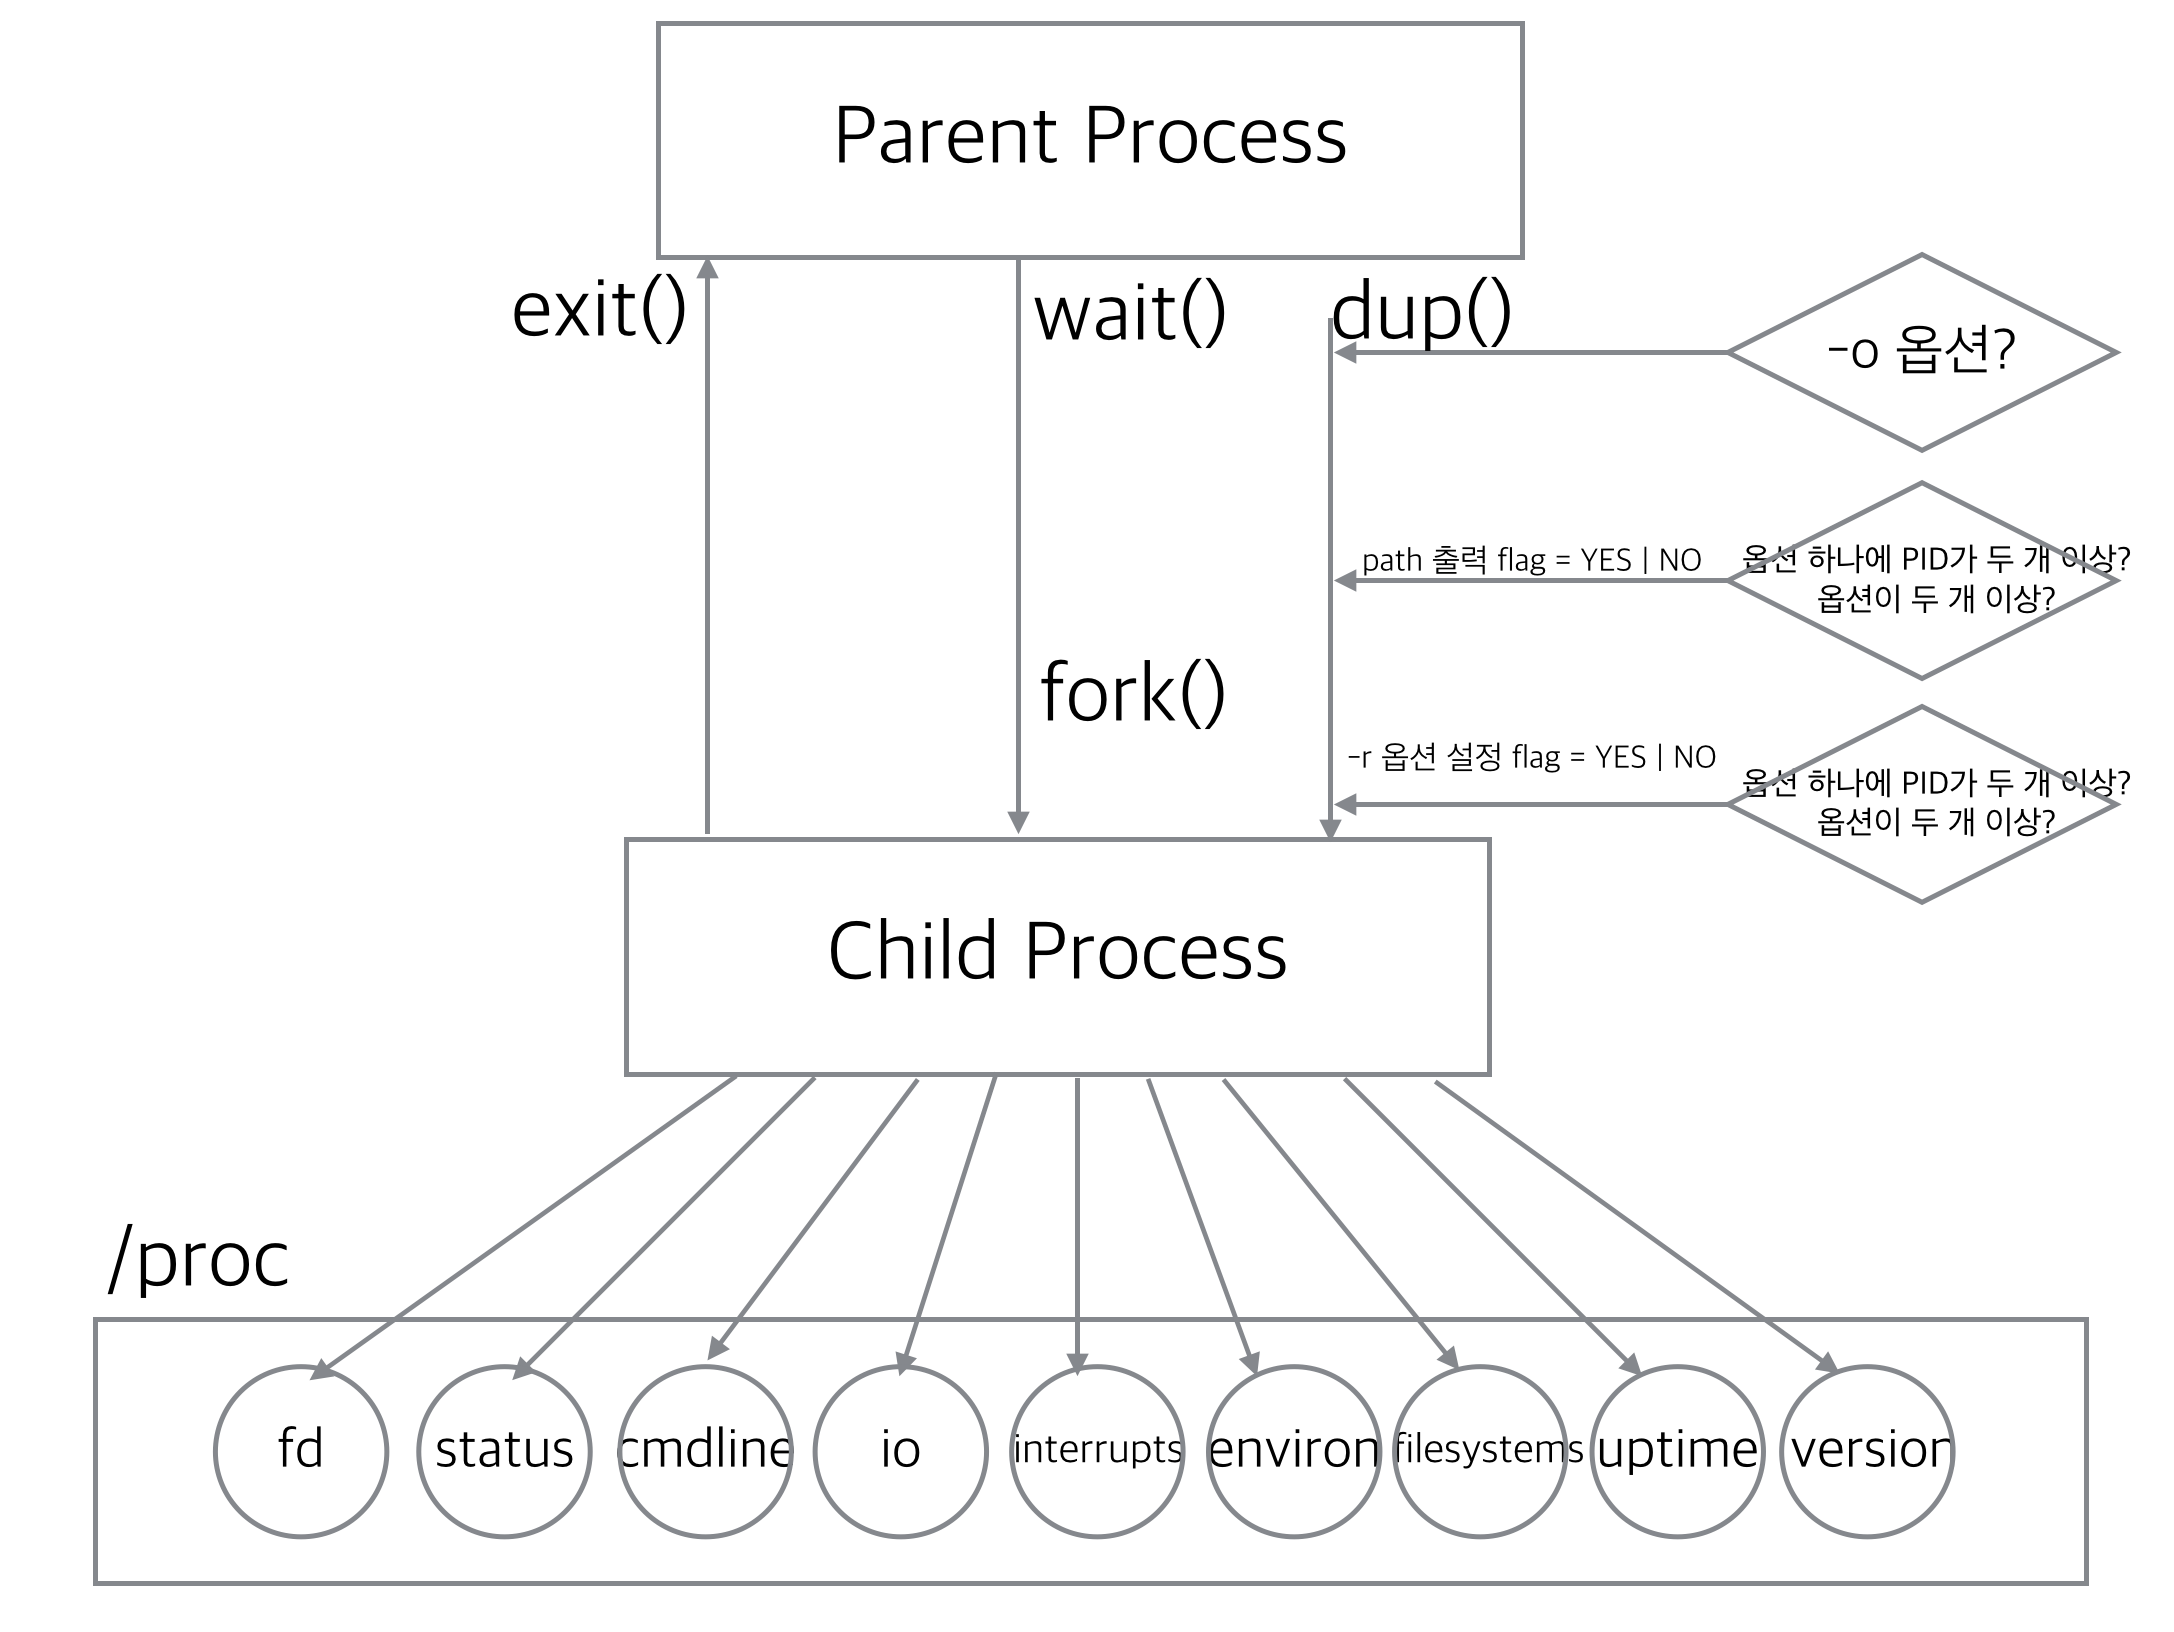 Parent Process
exit()
wait()
dup()
-o 옵션?
path 출력 flag = YES | NO
옵션 하나에 PID가 두 개 이상?
옵션이 두 개 이상?
fork()
-r 옵션 설정 flag = YES | NO
옵션 하나에 PID가 두 개 이상?
옵션이 두 개 이상?
Child Process
/proc
fd
status
cmdline
io
interrupts
environ
filesystems
uptime
version